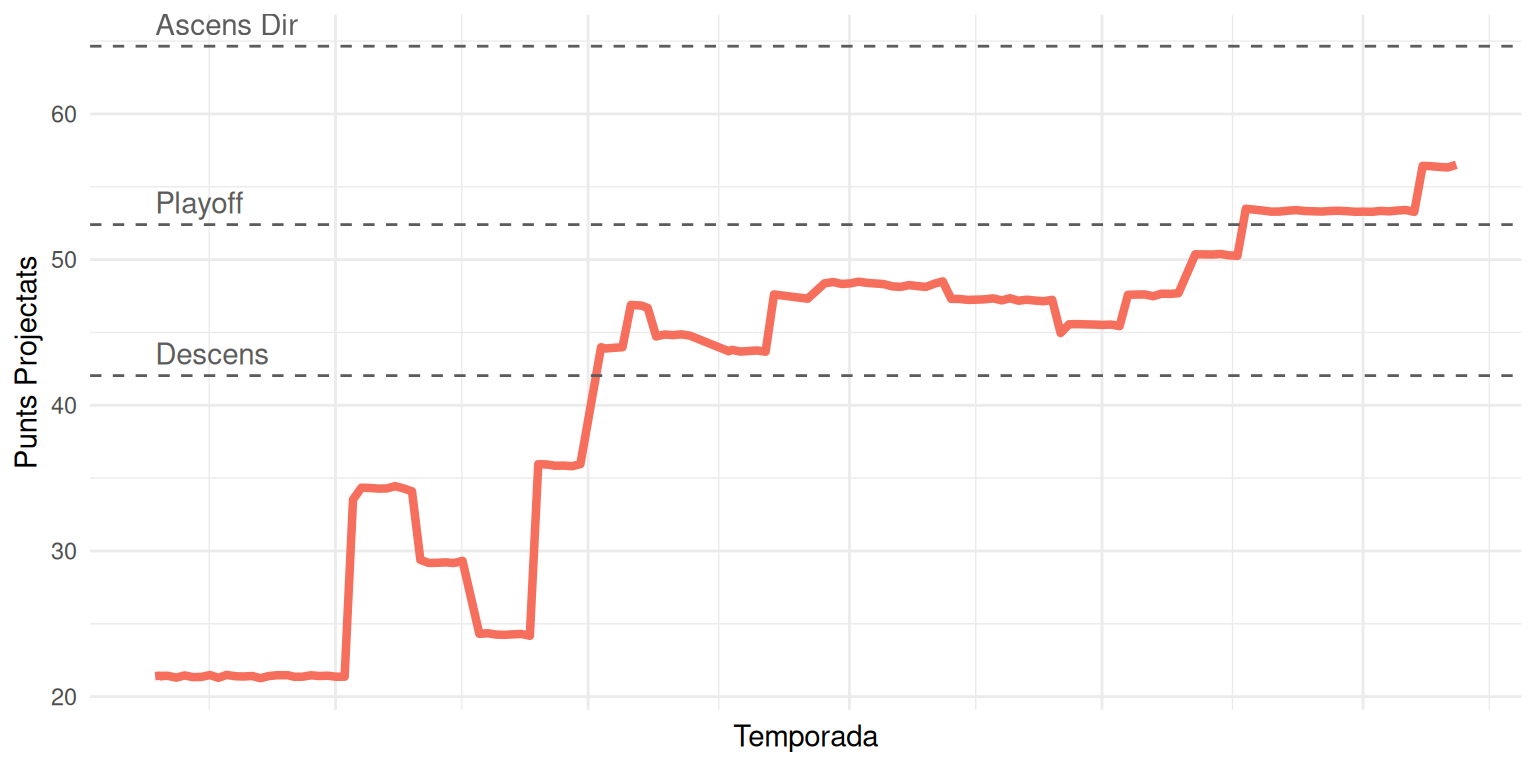 Ascens Dir
60
Playoff
50
Descens
40
30
20
Punts Projectats
Temporada